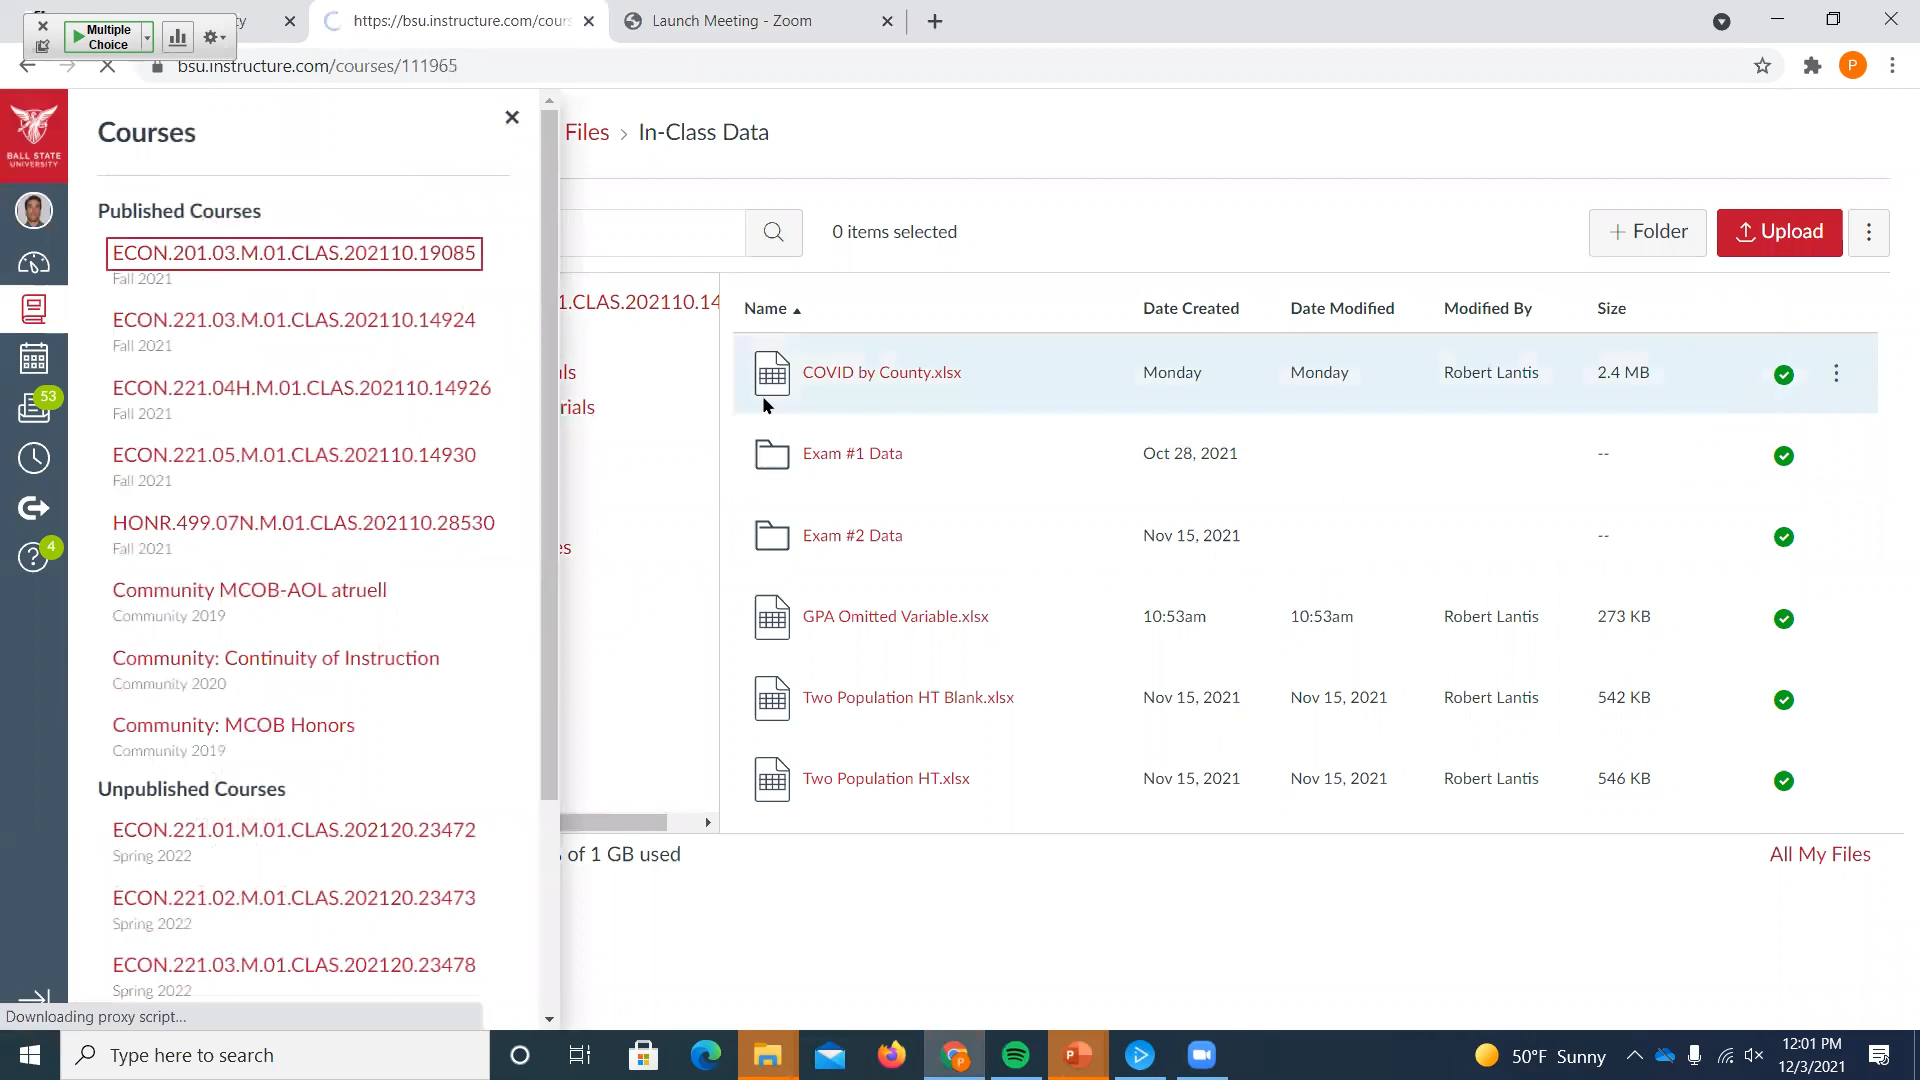 https://bsu.instructure.com/cours
Launch Meeting - Zoom
Multiple
Choice
bsu.instructure.com/courses/111965
P
BALL STATE
UNIVERSITY
53
4
Courses
Published Courses
ECON.201.03.M.01.CLAS.202110.19085
Fall 2021
ECON.221.03.M.01.CLAS.202110.14924
Fall 2021
ECON.221.04H.M.01.CLAS.202110.14926
Fall 2021
ECON.221.05.M.01.CLAS.202110.14930
Fall 2021
HONR.499.07N.M.01.CLAS.202110.28530
Fall 2021
Community MCOB-AOL atruell
Community 2019
Community: Continuity of Instruction
Community 2020
Community: MCOB Honors
Community 2019
Unpublished Courses
ECON.221.01.M.01.CLAS.202120.23472
Spring 2022
ECON.221.02.M.01.CLAS.202120.23473
Spring 2022
ECON.221.03.M.01.CLAS.202120.23478
Spring 2022
Downloading proxy script...
Files > In-Class Data
0 items selected
+ Folder
Upload
1.CLAS.202110.14
rials
Name Date Created Date Modified Modified By Size
COVID by County.xlsx Monday Monday Robert Lantis 2.4 MB
Exam #1 Data Oct 28, 2021 --
Exam #2 Data Nov 15, 2021 --
GPA Omitted Variable.xlsx 10:53am 10:53am Robert Lantis 273 KB
Two Population HT Blank.xlsx Nov 15, 2021 Nov 15, 2021 Robert Lantis 542 KB
Two Population HT.xlsx Nov 15, 2021 Nov 15, 2021 Robert Lantis 546 KB
of 1 GB used
All My Files
Type here to search
50°F Sunny
12:01 PM
12/3/2021